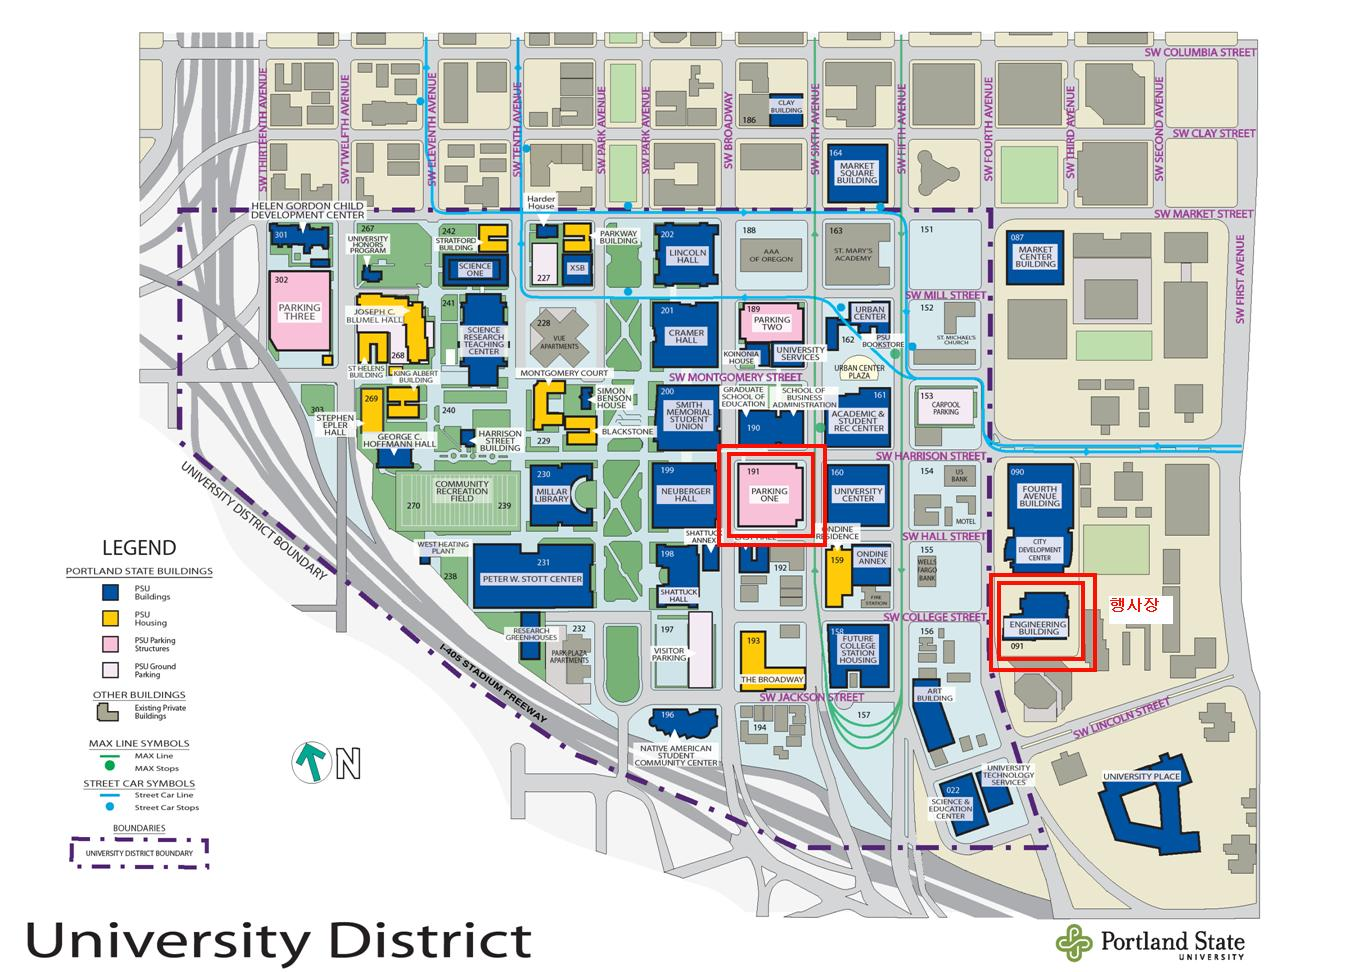 SW COLUMBIA STREET
SW THIRTEENTH AVENUE
SW TWELFTH AVENUE
SW ELEVENTH AVENUE
SW TENTH AVENUE
SW PARK AVENUE
SW PARK AVENUE
SW BROADWAY
SW SIXTH AVENUE
SW FIFTH AVENUE
SW FOURTH AVENUE
SW THIRD AVENUE
SW SECOND AVENUE
CLAY
BUILDING
186
SW CLAY STREET
164
MARKET
SQUARE
BUILDING
HELEN GORDON CHILD
DEVELOPMENT CENTER
Harder
House
SW MARKET STREET
301
267
UNIVERSITY
HONORS
PROGRAM
242
STRATFORD
BUILDING
SCIENCE
ONE
227
PARKWAY
BUILDING
XSB
202
LINCOLN
HALL
188
AAA
OF OREGON
163
ST. MARY'S
ACADEMY
151
087
MARKET
CENTER
BUILDING
SW FIRST AVENUE
302
PARKING
THREE
JOSEPH C.
BLUMEL HALL
268
241
SCIENCE
RESEARCH
TEACHING
CENTER
228
VUE
APARTMENTS
201
CRAMER
HALL
189
PARKING
TWO
KOINONIA
HOUSE
UNIVERSITY
SERVICES
URBAN
CENTER
162
PSU
BOOKSTORE
URBAN CENTER
PLAZA
SW MILL STREET
152
ST. MICHAEL'S
CHURCH
ST HELENS
BUILDING
KING ALBERT
BUILDING
MONTGOMERY COURT
SW MONTGOMERY STREET
303
STEPHEN
EPLER
HALL
269
GEORGE C.
HOFFMANN HALL
240
HARRISON
STREET
BUILDING
SIMON
BENSON
HOUSE
229
BLACKSTONE
200
SMITH
MEMORIAL
STUDENT
UNION
GRADUATE
SCHOOL OF
EDUCATION
SCHOOL OF
BUSINESS
ADMINISTRATION
190
161
ACADEMIC &
STUDENT
REC CENTER
153
CARPOOL
PARKING
SW HARRISON STREET
COMMUNITY
RECREATION
FIELD
270
239
230
MILLAR
LIBRARY
199
NEUBERGER
HALL
191
PARKING
ONE
160
UNIVERSITY
CENTER
154
US
BANK
MOTEL
090
FOURTH
AVENUE
BUILDING
CITY
DEVELOPMENT
CENTER
SW HALL STREET
WEST HEATING
PLANT
238
231
PETER W. STOTT CENTER
SHATTUCK
ANNEX
198
SHATTUCK
HALL
EAST HALL
192
ONDINE
RESIDENCE
159
ONDINE
ANNEX
FIRE
STATION
155
WELLS
FARGO
BANK
SW COLLEGE STREET
ENGINEERING
BUILDING
091
행사장
RESEARCH
GREENHOUSES
232
PARK PLAZA
APARTMENTS
197
VISITOR
PARKING
193
THE BROADWAY
158
FUTURE
COLLEGE
STATION
HOUSING
156
ART
BUILDING
SW JACKSON STREET
157
196
NATIVE AMERICAN
STUDENT
COMMUNITY CENTER
194
SW LINCOLN STREET
UNIVERSITY
TECHNOLOGY
SERVICES
022
SCIENCE &
EDUCATION
CENTER
UNIVERSITY PLACE
UNIVERSITY DISTRICT BOUNDARY
I-405 STADIUM FREEWAY
LEGEND
PORTLAND STATE BUILDINGS
PSU
Buildings
PSU
Housing
PSU Parking
Structures
PSU Ground
Parking
OTHER BUILDINGS
Existing Private
Buildings
MAX LINE SYMBOLS
MAX Line
MAX Stops
STREET CAR SYMBOLS
Street Car Line
Street Car Stops
BOUNDARIES
UNIVERSITY DISTRICT BOUNDARY
N
University District
Portland State
UNIVERSITY